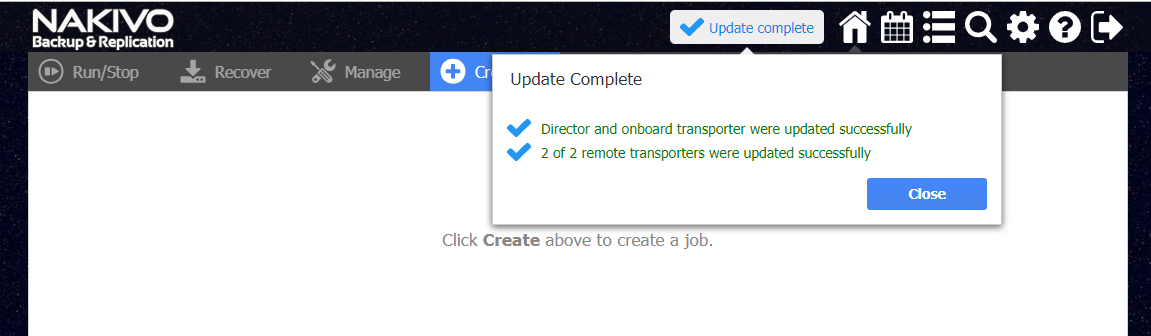 NAKIVO
Backup & Replication
Update complete
Run/Stop
Recover
Manage
Cr
Update Complete
Director and onboard transporter were updated successfully
2 of 2 remote transporters were updated successfully
Close
Click Create above to create a job.